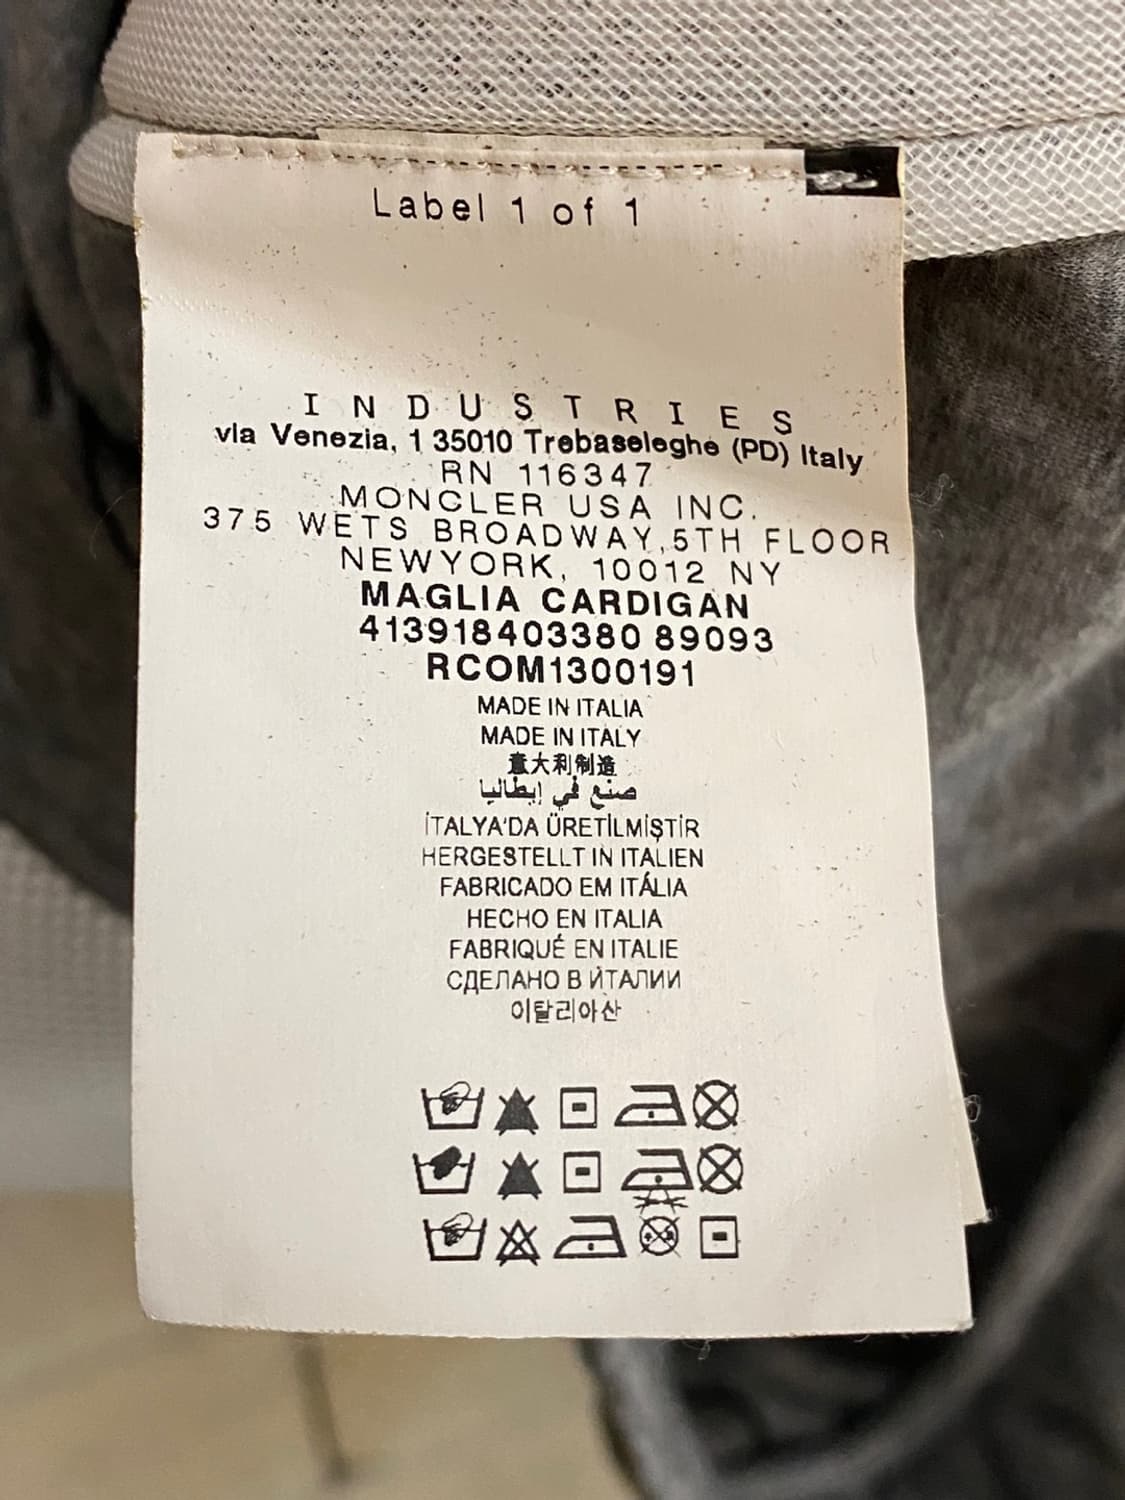 Label 1 of 1
INDUSTRIES
via Venezia, 1 35010 Trebaseleghe (PD) Italy
RN 116347
MONCLER USA INC.
375 WETS BROADWAY,5TH FLOOR
NEWYORK, 10012 NY
MAGLIA CARDIGAN
413918403380 89093
RCOM1300191
MADE IN ITALIA
MADE IN ITALY
意大利制造
صنع في إيطاليا
İTALYA'DA ÜRETİLMİŞTİR
HERGESTELLT IN ITALIEN
FABRICADO EM ITÁLIA
HECHO EN ITALIA
FABRIQUÉ EN ITALIE
СДЕЛАНО В ЙТАЛИИ
이탈리아산